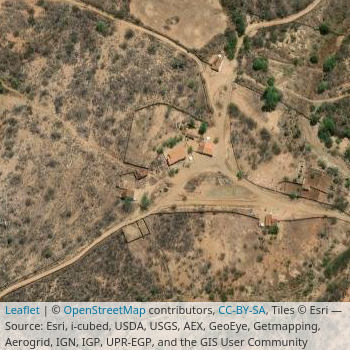 Leaflet | © OpenStreetMap contributors, CC-BY-SA, Tiles © Esri —
Source: Esri, i-cubed, USDA, USGS, AEX, GeoEye, Getmapping,
Aerogrid, IGN, IGP, UPR-EGP, and the GIS User Community